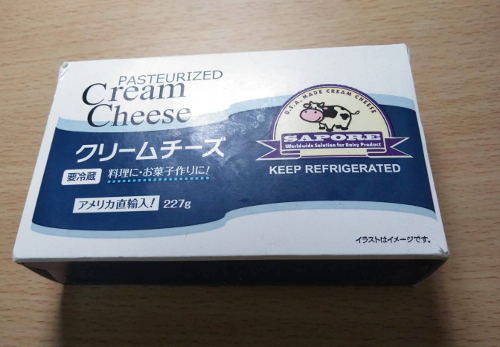 PASTEURIZED
Cream
Cheese
クリームチーズ
要冷蔵 料理に・お菓子作りに!
アメリカ直輸入! 227g
U.S.A. MADE CREAM CHEESE
SAPORE
Worldwide Solution for Dairy Product
KEEP REFRIGERATED
イラストはイメージです。